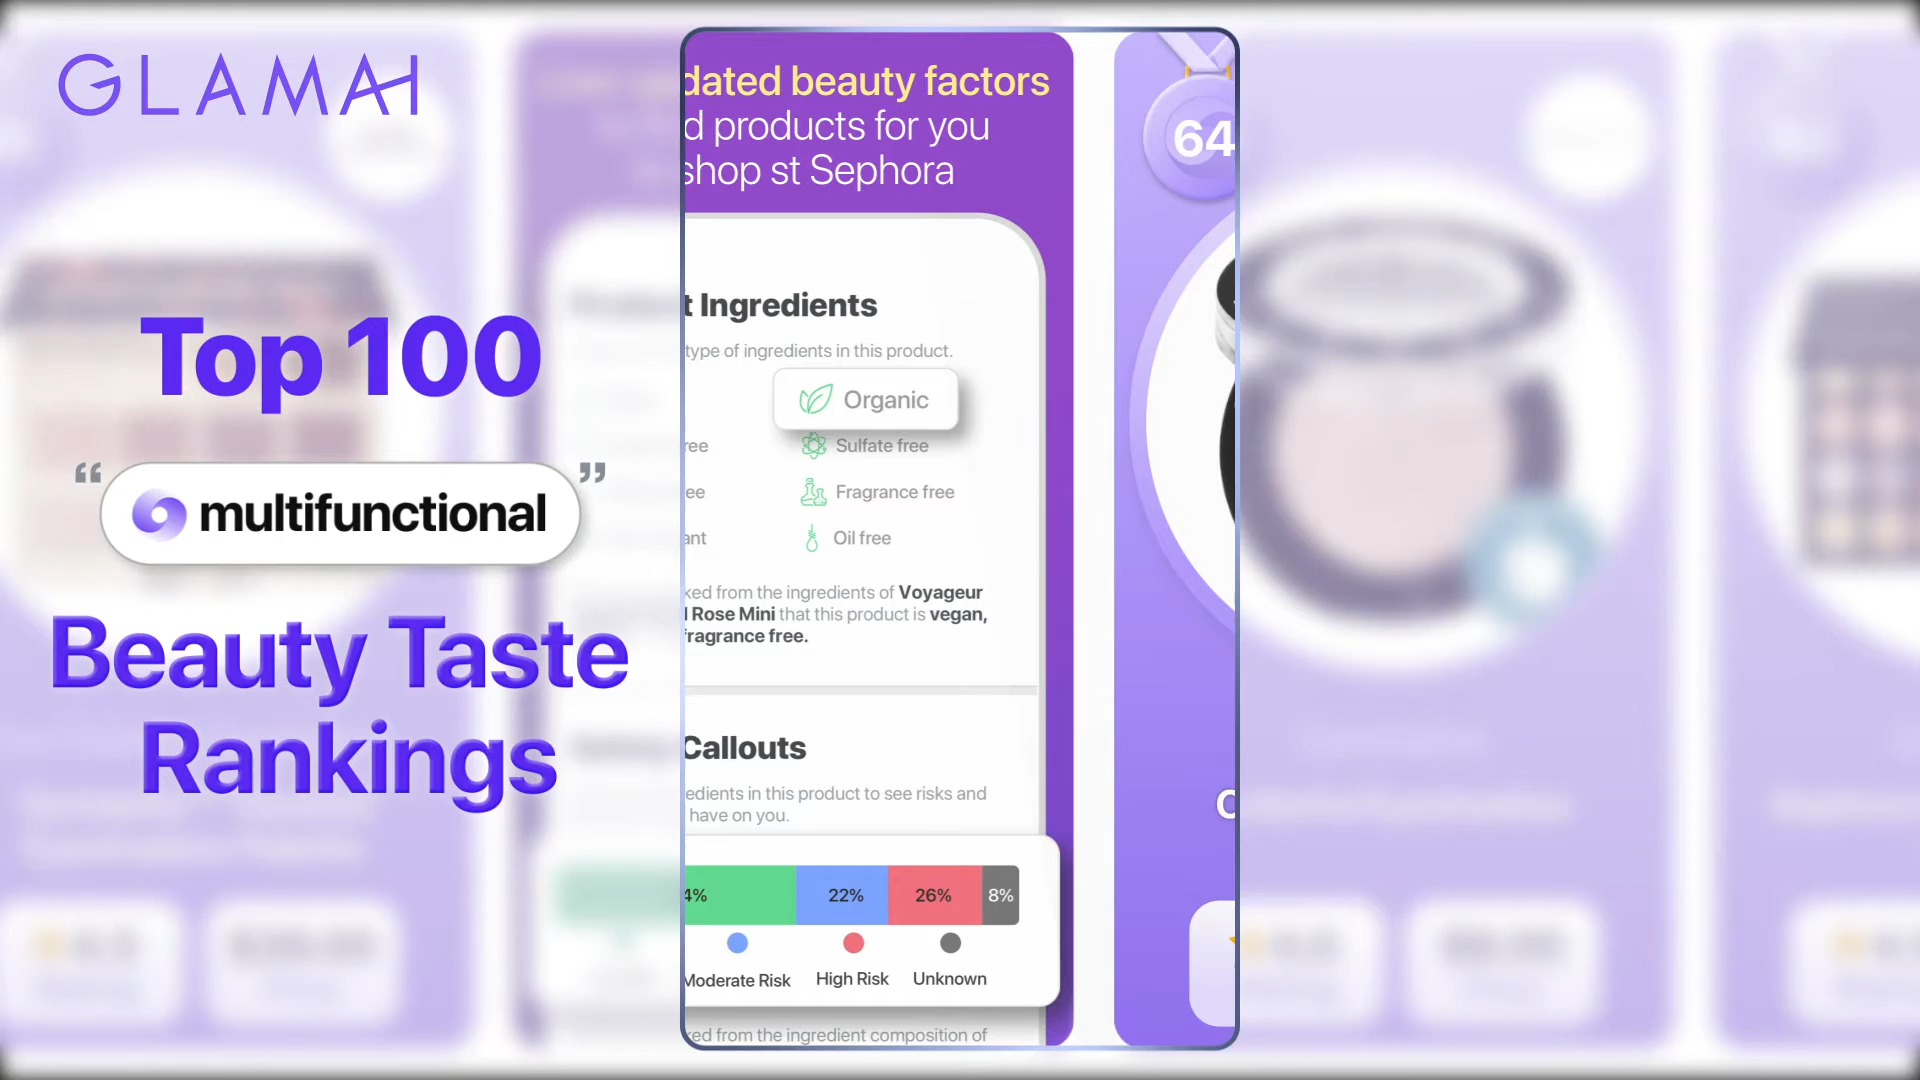 GLAMAI
Top 100
“ multifunctional ”
Beauty Taste
Rankings
dated beauty factors
d products for you
shop st Sephora
64
t Ingredients
type of ingredients in this product.
Organic
ree
Sulfate free
ee
Fragrance free
ant
Oil free
ked from the ingredients of Voyageur
l Rose Mini that this product is vegan,
fragrance free.
Callouts
edients in this product to see risks and
have on you.
4%
22%
26%
8%
Moderate Risk
High Risk
Unknown
ked from the ingredient composition of